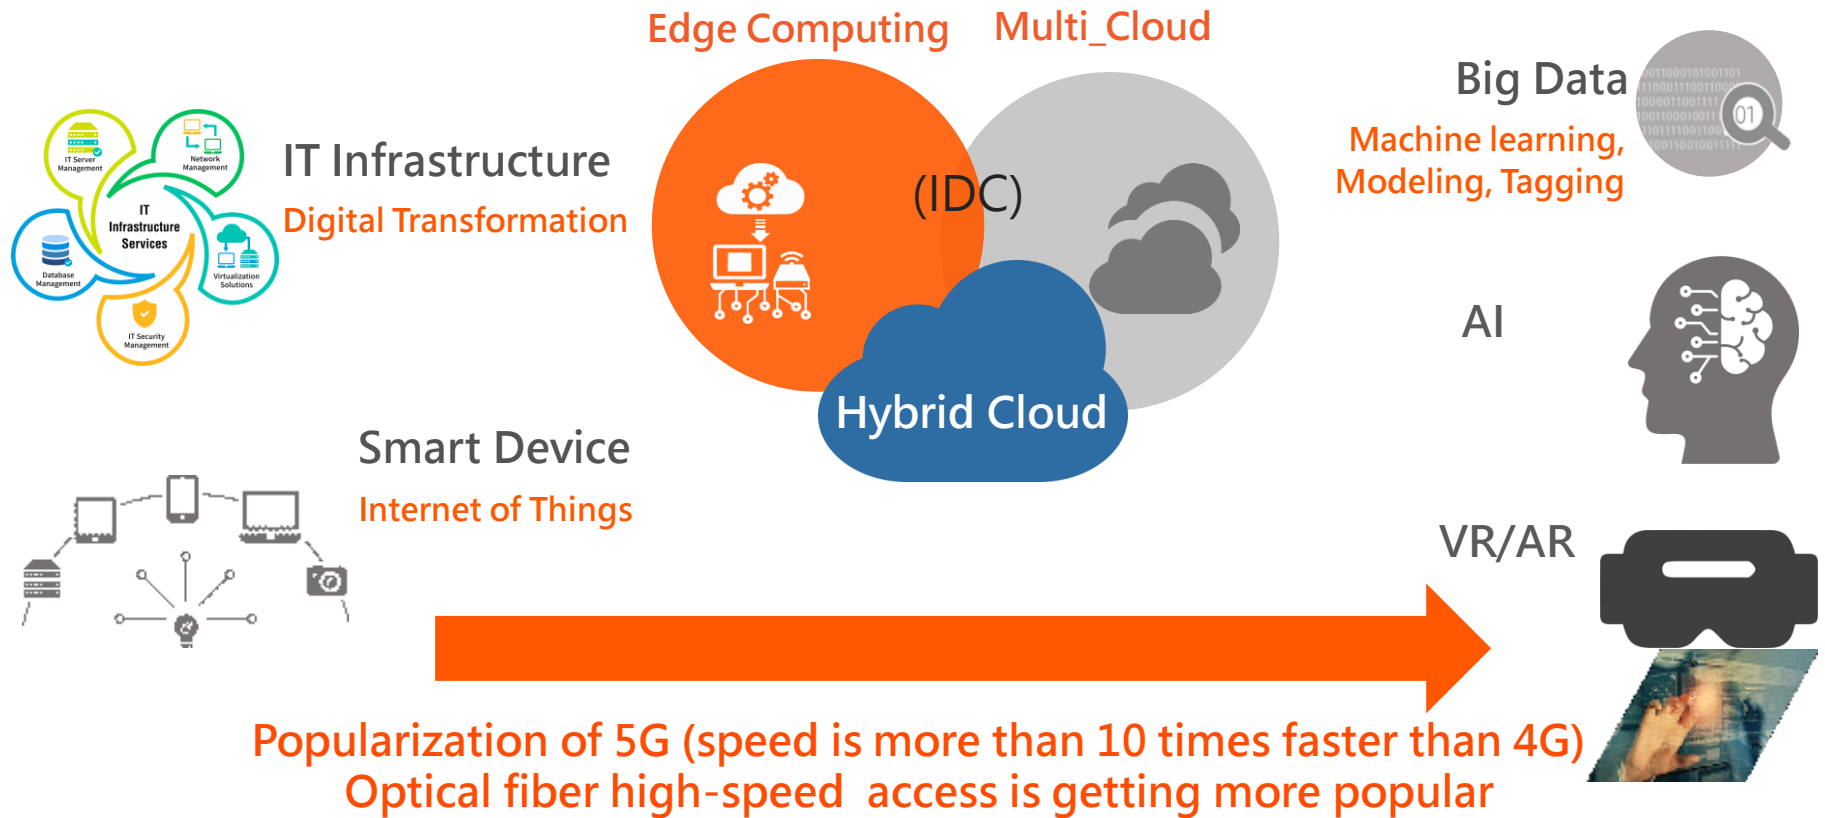 Edge Computing
Multi_Cloud
Big Data
Machine learning,
Modeling, Tagging
01
IT Server
Management
Network
Management
IT
Infrastructure
Services
Database
Management
Virtualization
Solutions
IT Security
Management
IT Infrastructure
Digital Transformation
(IDC)
AI
Hybrid Cloud
Smart Device
Internet of Things
VR/AR
Popularization of 5G (speed is more than 10 times faster than 4G)
Optical fiber high-speed access is getting more popular